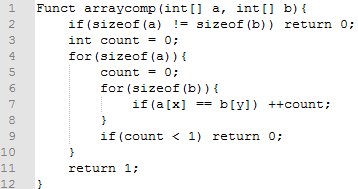 1 Funct arraycomp(int[] a, int[] b){
2 if(sizeof(a) != sizeof(b)) return 0;
3 int count = 0;
4 for(sizeof(a)){
5 count = 0;
6 for(sizeof(b)){
7 if(a[x] == b[y]) ++count;
8 }
9 if(count < 1) return 0;
10 }
11 return 1;
12 }